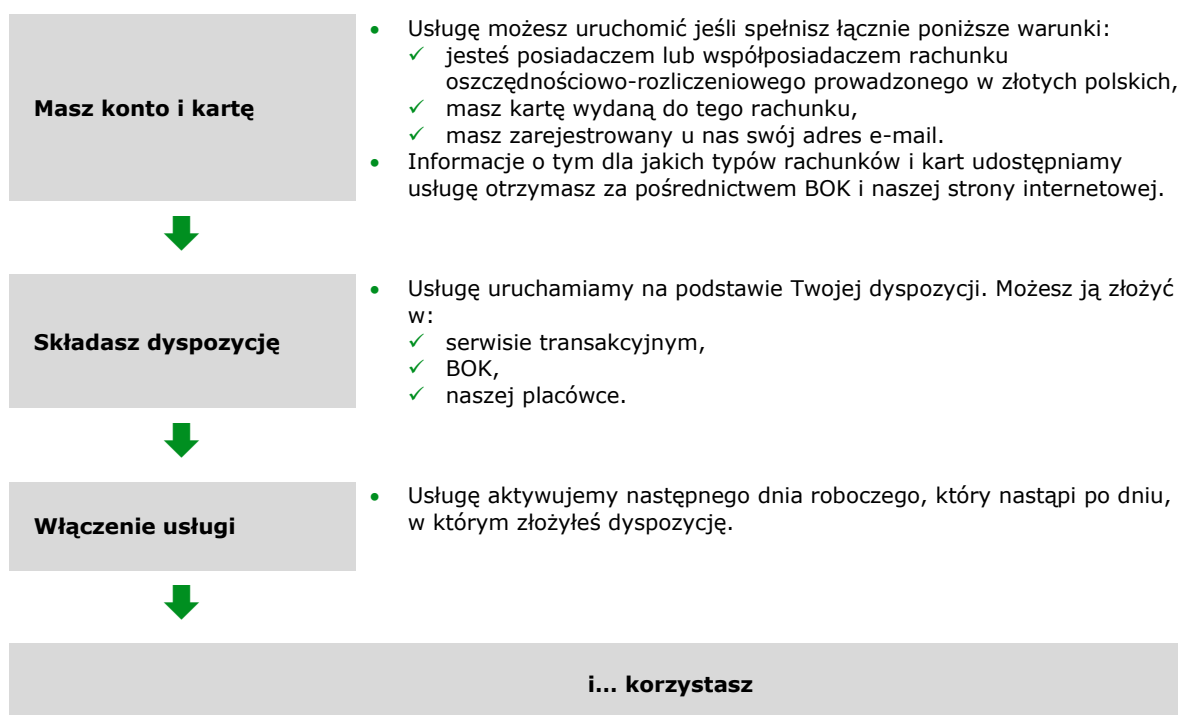 Masz konto i kartę
• Usługę możesz uruchomić jeśli spełnisz łącznie poniższe warunki:
✓ jesteś posiadaczem lub współposiadaczem rachunku
oszczędnościowo-rozliczeniowego prowadzonego w złotych polskich,
✓ masz kartę wydaną do tego rachunku,
✓ masz zarejestrowany u nas swój adres e-mail.
• Informacje o tym dla jakich typów rachunków i kart udostępniamy
usługę otrzymasz za pośrednictwem BOK i naszej strony internetowej.
Składasz dyspozycję
• Usługę uruchamiamy na podstawie Twojej dyspozycji. Możesz ją złożyć
w:
✓ serwisie transakcyjnym,
✓ BOK,
✓ naszej placówce.
Włączenie usługi
• Usługę aktywujemy następnego dnia roboczego, który nastąpi po dniu,
w którym złożyłeś dyspozycję.
i... korzystasz